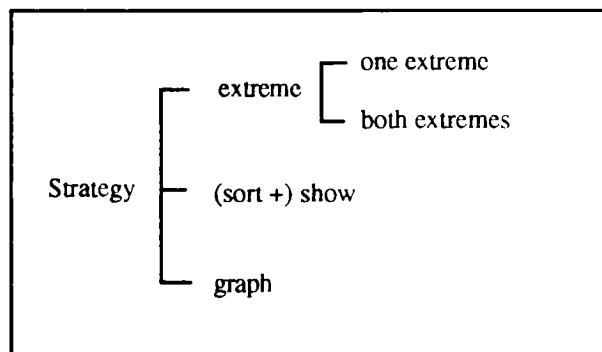 one extreme
extreme
both extremes
Strategy
(sort +) show
graph